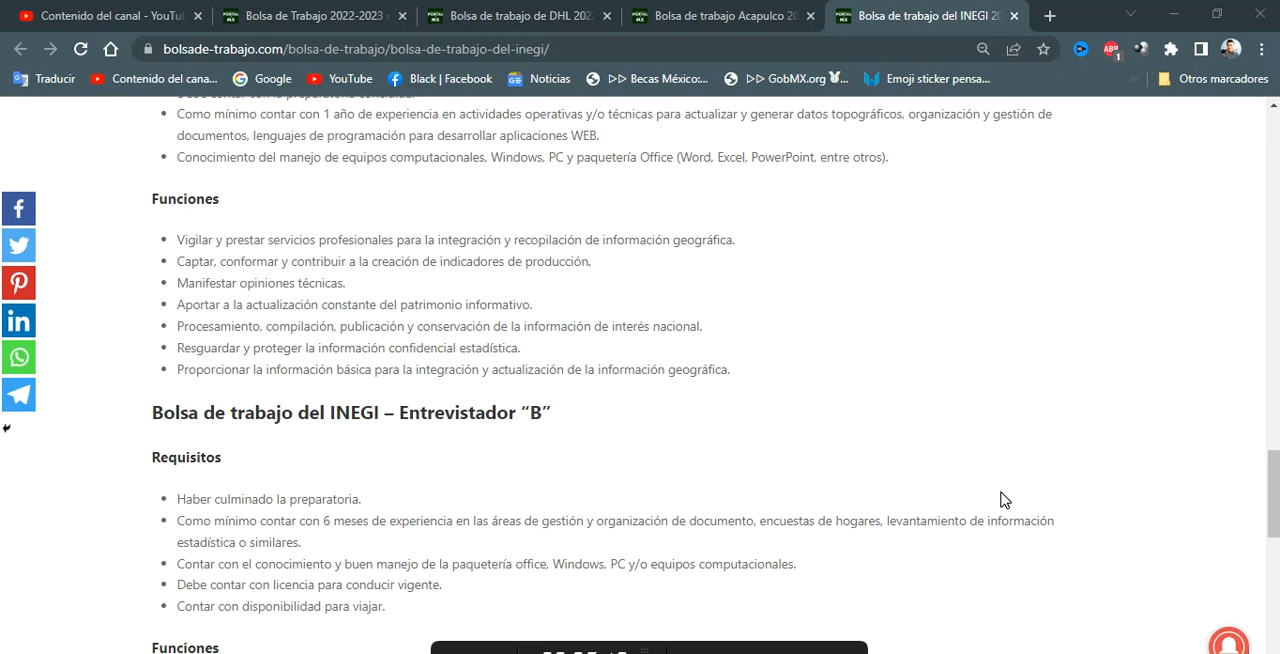 Contenido del canal - YouTu
Bolsa de Trabajo 2022-2023
Bolsa de trabajo de DHL 202
Bolsa de trabajo Acapulco 20
Bolsa de trabajo del INEGI 20
bolsade-trabajo.com/bolsa-de-trabajo/bolsa-de-trabajo-del-inegi/
Traducir
Contenido del cana...
Google
YouTube
Black | Facebook
Noticias
▷▷ Becas México:...
▷▷ GobMX.org 🐰...
Emoji sticker pensa...
Otros marcadores
Debe contar con la preparatoria concluida.
Como mínimo contar con 1 año de experiencia en actividades operativas y/o técnicas para actualizar y generar datos topográficos, organización y gestión de
documentos, lenguajes de programación para desarrollar aplicaciones WEB.
Conocimiento del manejo de equipos computacionales, Windows, PC y paquetería Office (Word, Excel, PowerPoint, entre otros).
Funciones
Vigilar y prestar servicios profesionales para la integración y recopilación de información geográfica.
Captar, conformar y contribuir a la creación de indicadores de producción.
Manifestar opiniones técnicas.
Aportar a la actualización constante del patrimonio informativo.
Procesamiento, compilación, publicación y conservación de la información de interés nacional.
Resguardar y proteger la información confidencial estadística.
Proporcionar la información básica para la integración y actualización de la información geográfica.
Bolsa de trabajo del INEGI – Entrevistador “B”
Requisitos
Haber culminado la preparatoria.
Como mínimo contar con 6 meses de experiencia en las áreas de gestión y organización de documento, encuestas de hogares, levantamiento de información
estadística o similares.
Contar con el conocimiento y buen manejo de la paquetería office, Windows, PC y/o equipos computacionales.
Debe contar con licencia para conducir vigente.
Contar con disponibilidad para viajar.
Funciones